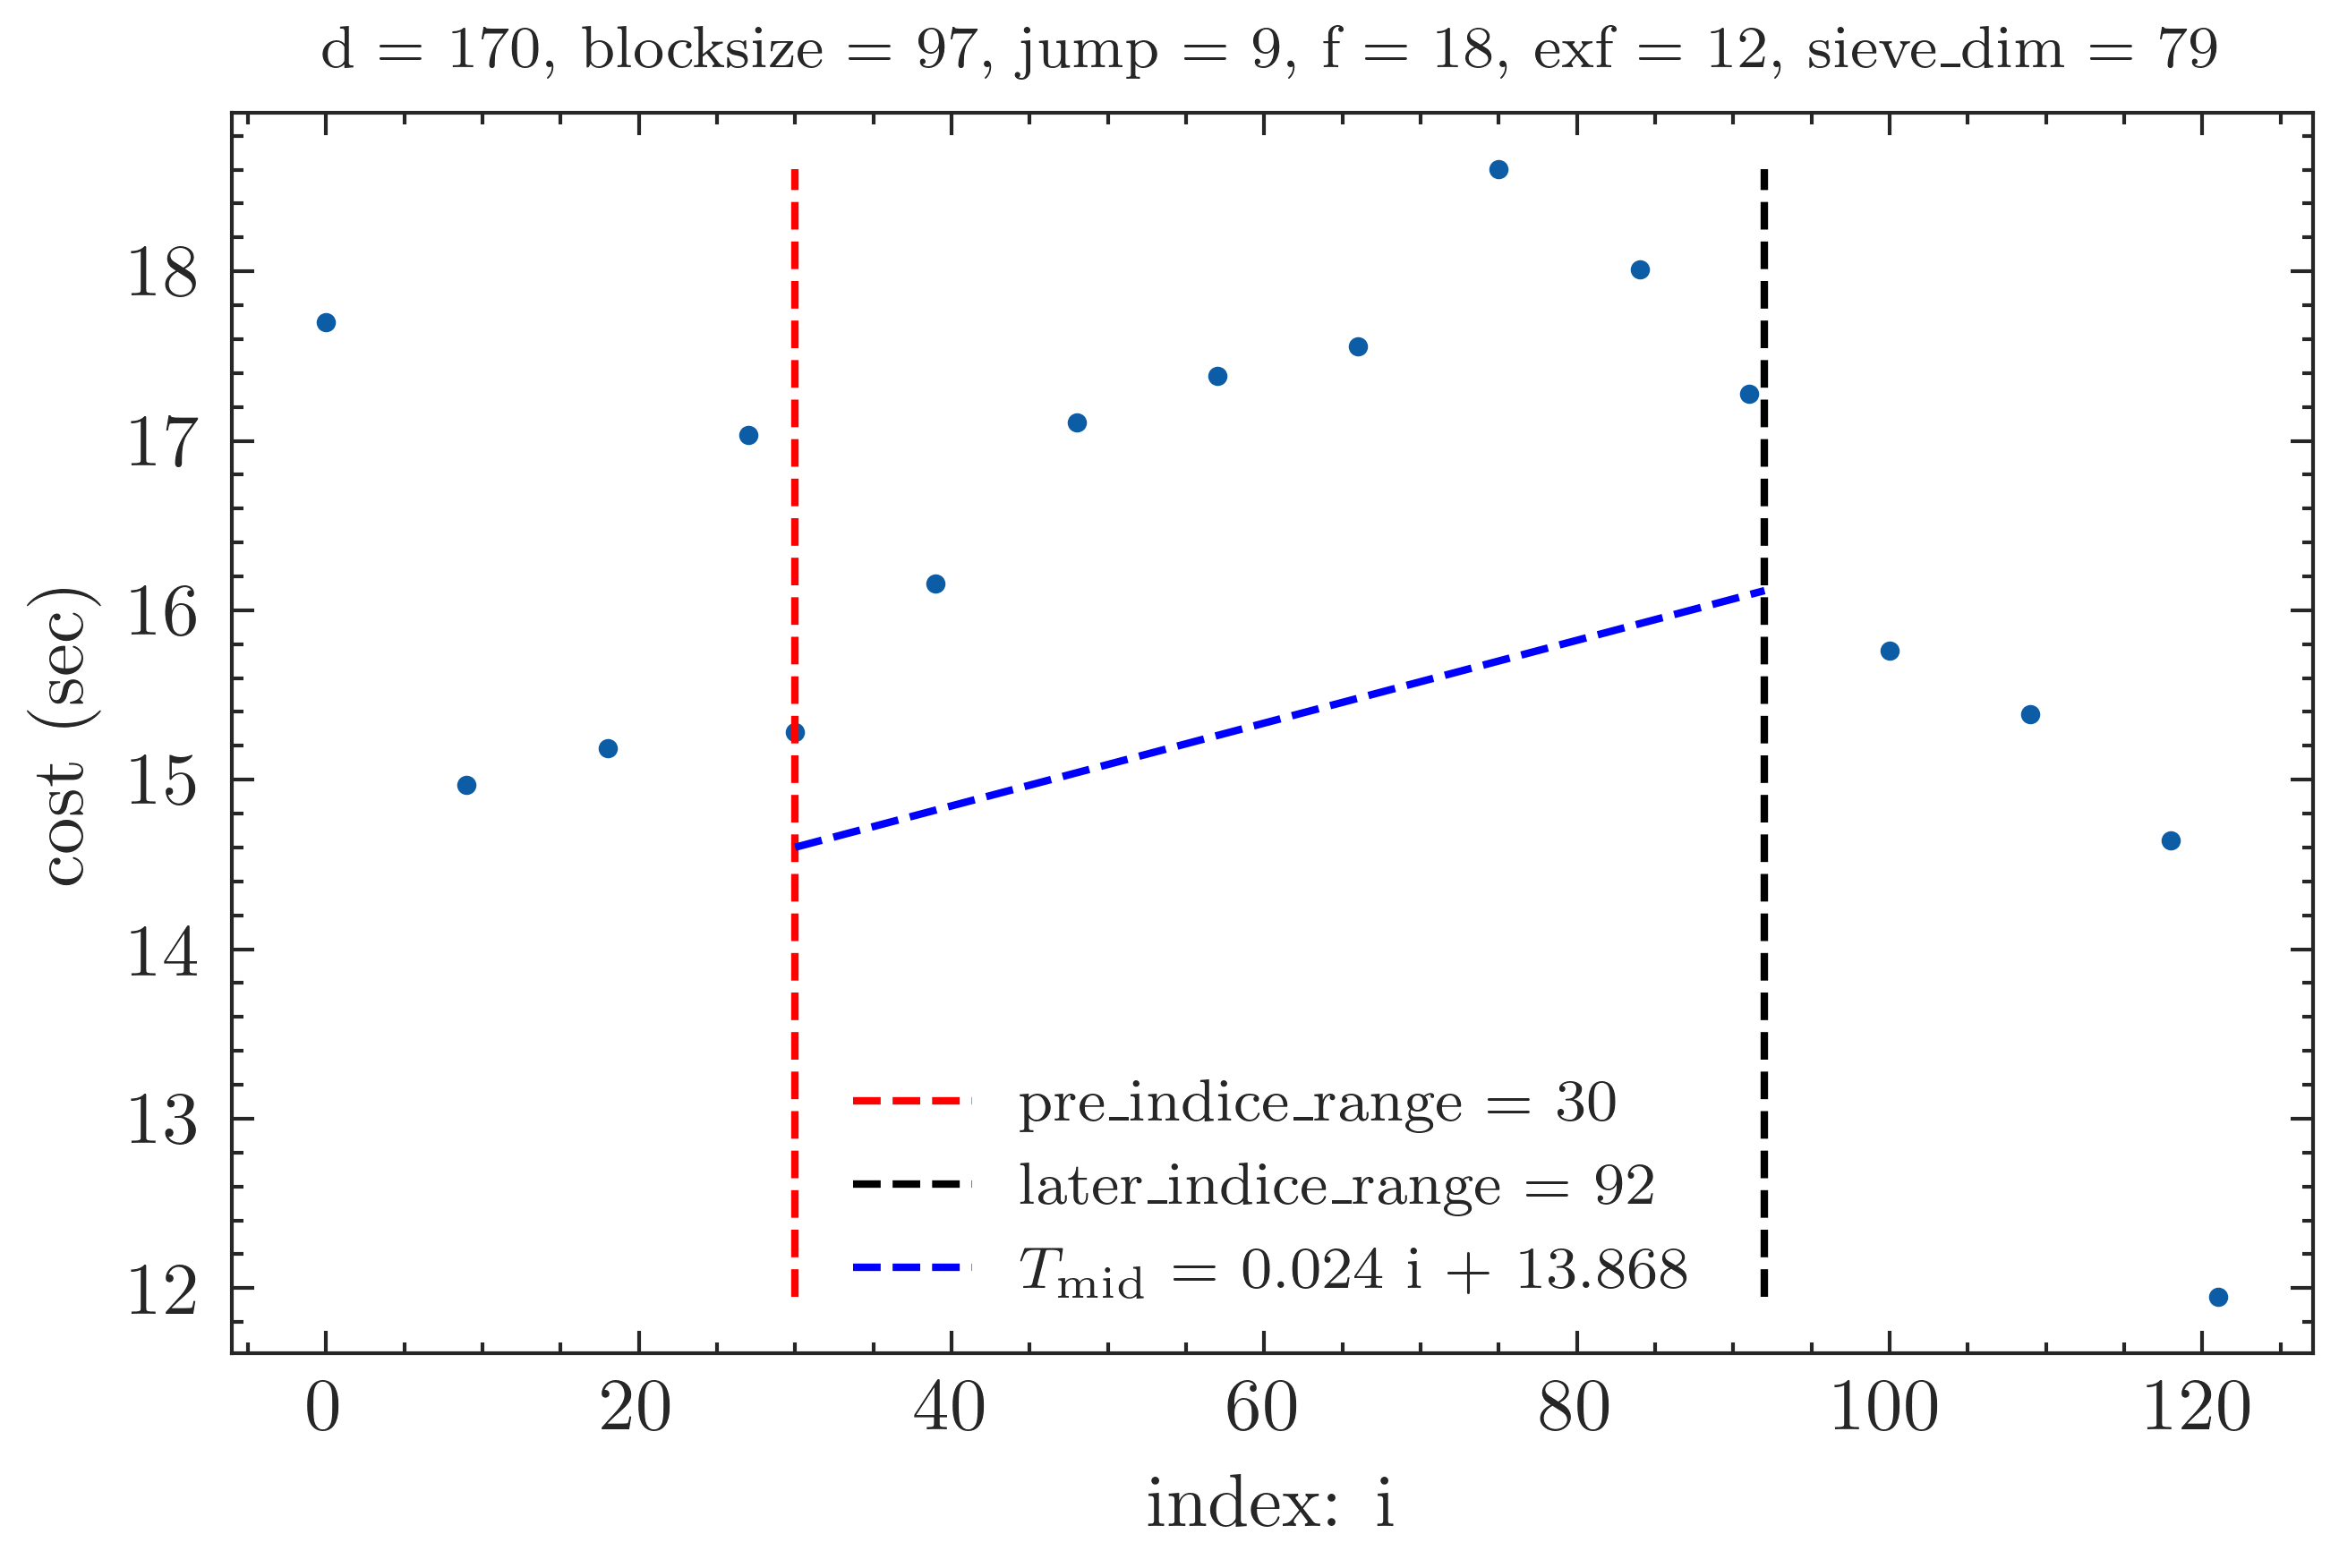 d = 170, blocksize = 97, jump = 9, f = 18, exf = 12, sieve_dim = 79
18
17
16
15
14
13
12
cost (sec)
pre_indice_range = 30
later_indice_range = 92
T_mid = 0.024 i + 13.868
0 20 40 60 80 100 120
index: i